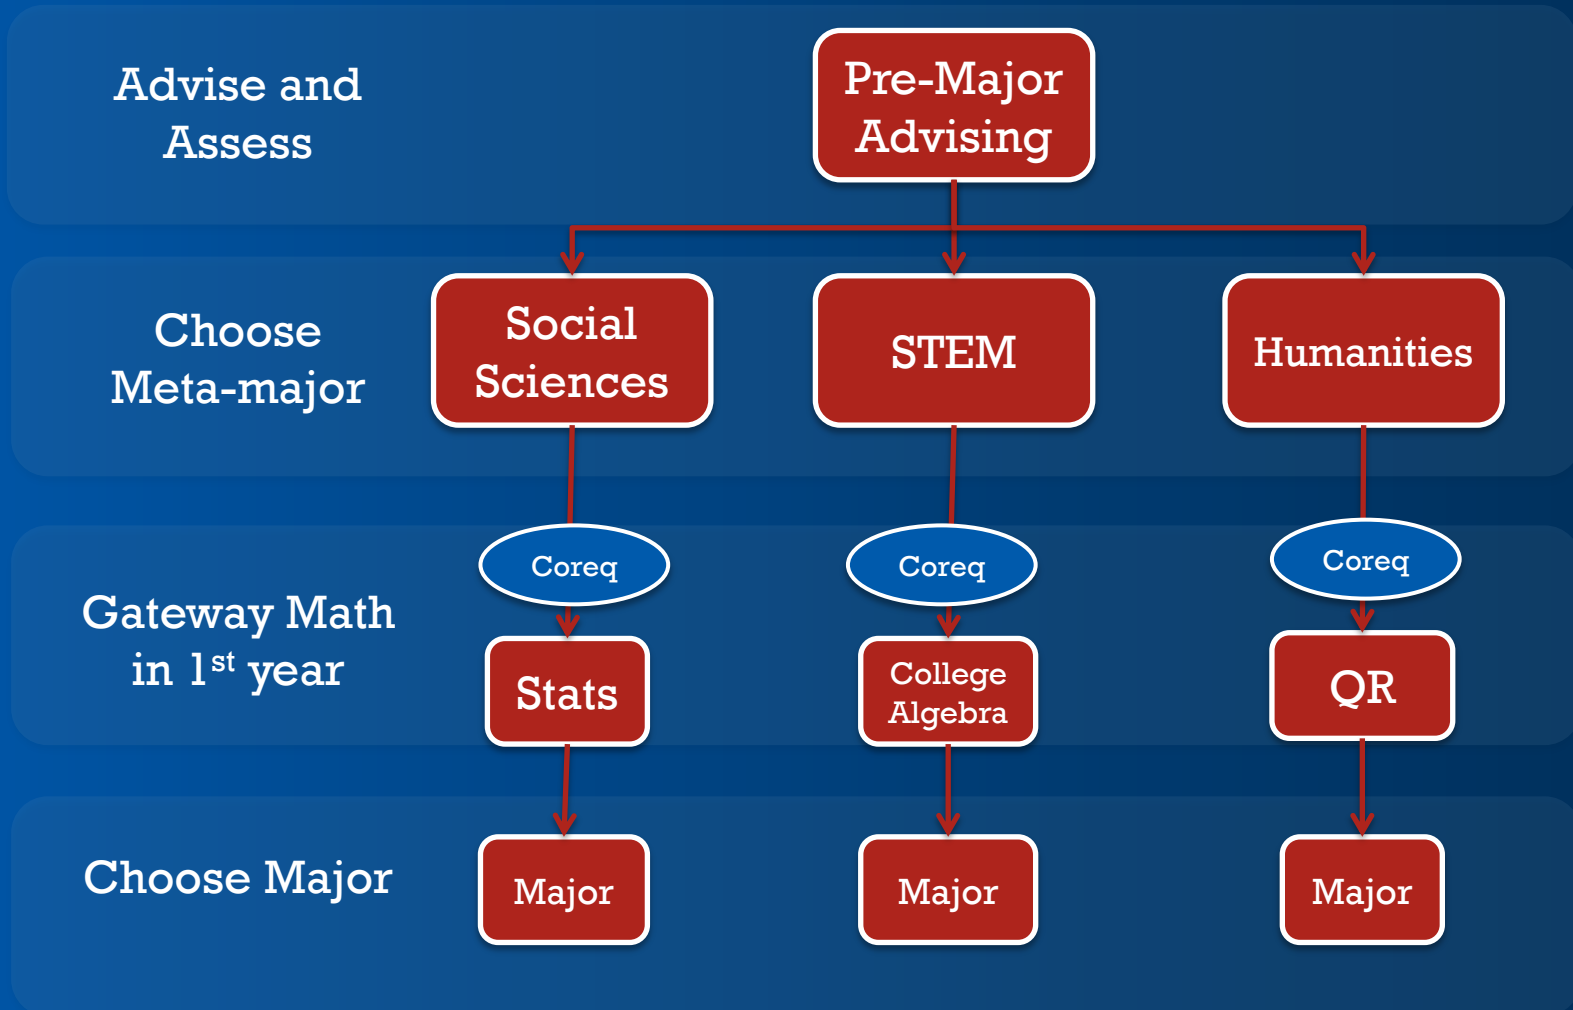 Advise and
Assess
Pre-Major
Advising
Choose
Meta-major
Social
Sciences
STEM
Humanities
Gateway Math
in 1st year
Coreq
Coreq
Coreq
Stats
College
Algebra
QR
Choose Major
Major
Major
Major